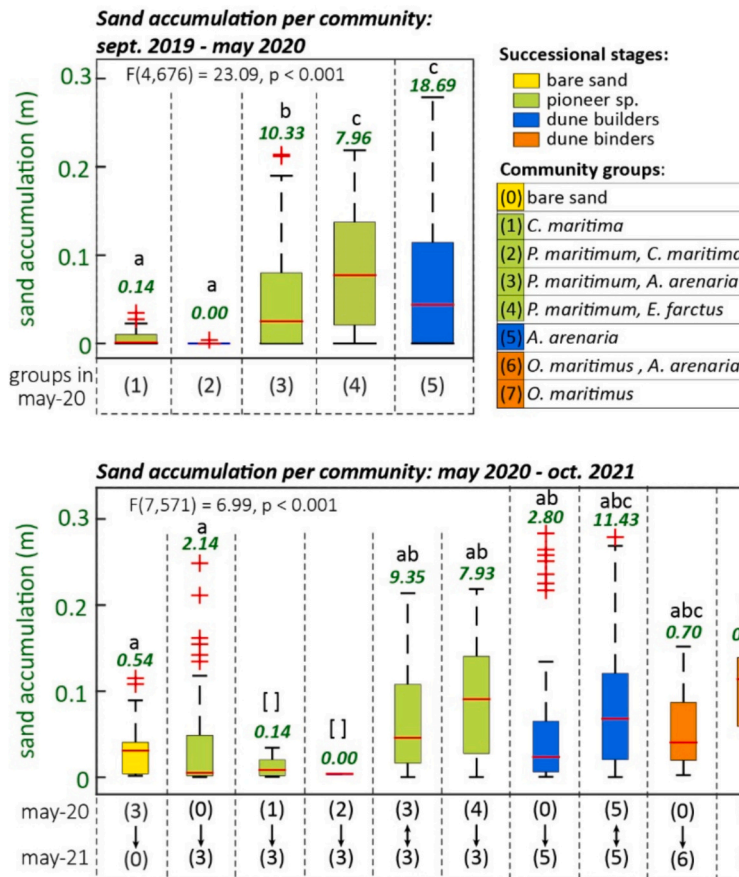 Sand accumulation per community:
sept. 2019 - may 2020
F(4,676) = 23.09, p < 0.001
sand accumulation (m)
0.3
0.2
0.1
0
a
0.14
a
0.00
b
10.33
c
7.96
c
18.69
groups in
may-20
(1) (2) (3) (4) (5)
Successional stages:
bare sand
pioneer sp.
dune builders
dune binders
Community groups:
(0) bare sand
(1) C. maritima
(2) P. maritimum, C. maritima
(3) P. maritimum, A. arenaria
(4) P. maritimum, E. farctus
(5) A. arenaria
(6) O. maritimus , A. arenaria
(7) O. maritimus
Sand accumulation per community: may 2020 - oct. 2021
F(7,571) = 6.99, p < 0.001
sand accumulation (m)
0.3
0.2
0.1
0
a
0.54
a
2.14
[ ]
0.14
[ ]
0.00
ab
9.35
ab
7.93
ab
2.80
abc
11.43
abc
0.70
may-20 (3) (0) (1) (2) (3) (4) (0) (5) (0)
may-21 (0) (3) (3) (3) (3) (3) (5) (5) (6)